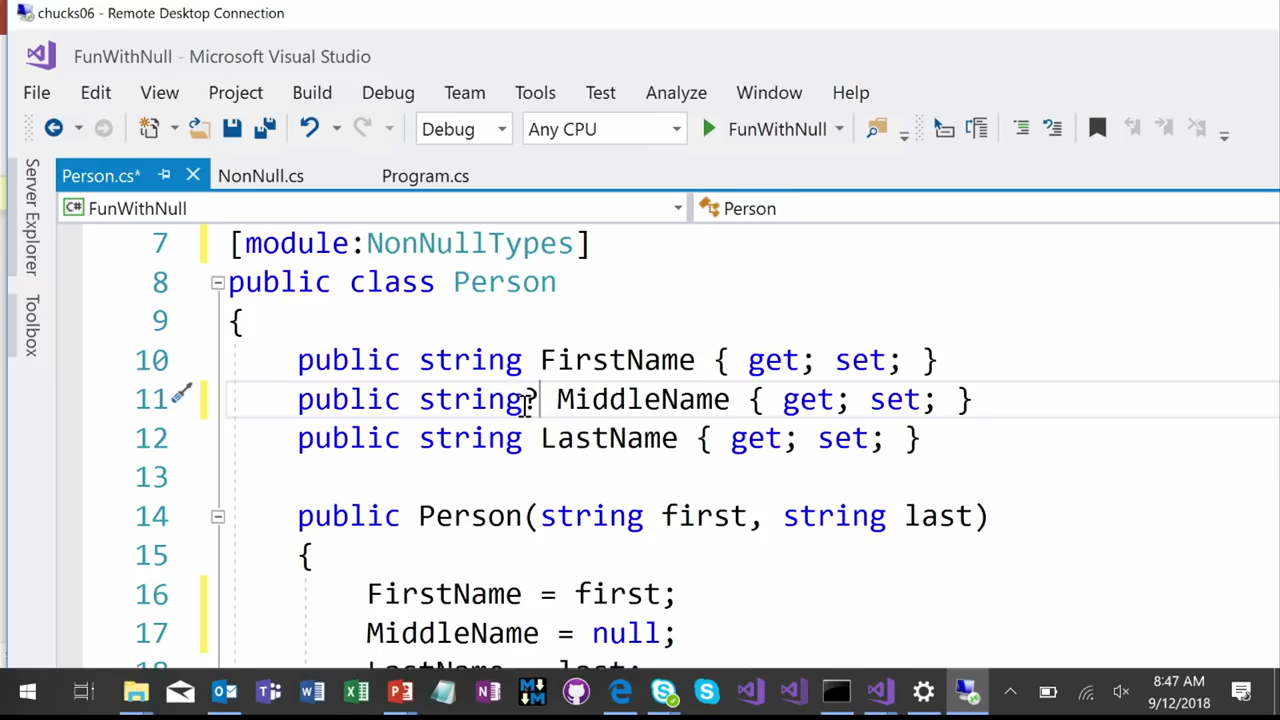 chucks06 - Remote Desktop Connection
FunWithNull - Microsoft Visual Studio
File Edit View Project Build Debug Team Tools Test Analyze Window Help
Debug Any CPU FunWithNull
Server Explorer
Toolbox
Person.cs* NonNull.cs Program.cs
C# FunWithNull Person
7 [module:NonNullTypes]
8 public class Person
9 {
10 public string FirstName { get; set; }
11 public string? MiddleName { get; set; }
12 public string LastName { get; set; }
13
14 public Person(string first, string last)
15 {
16 FirstName = first;
17 MiddleName = null;
18 LastName = last;
8:47 AM
9/12/2018